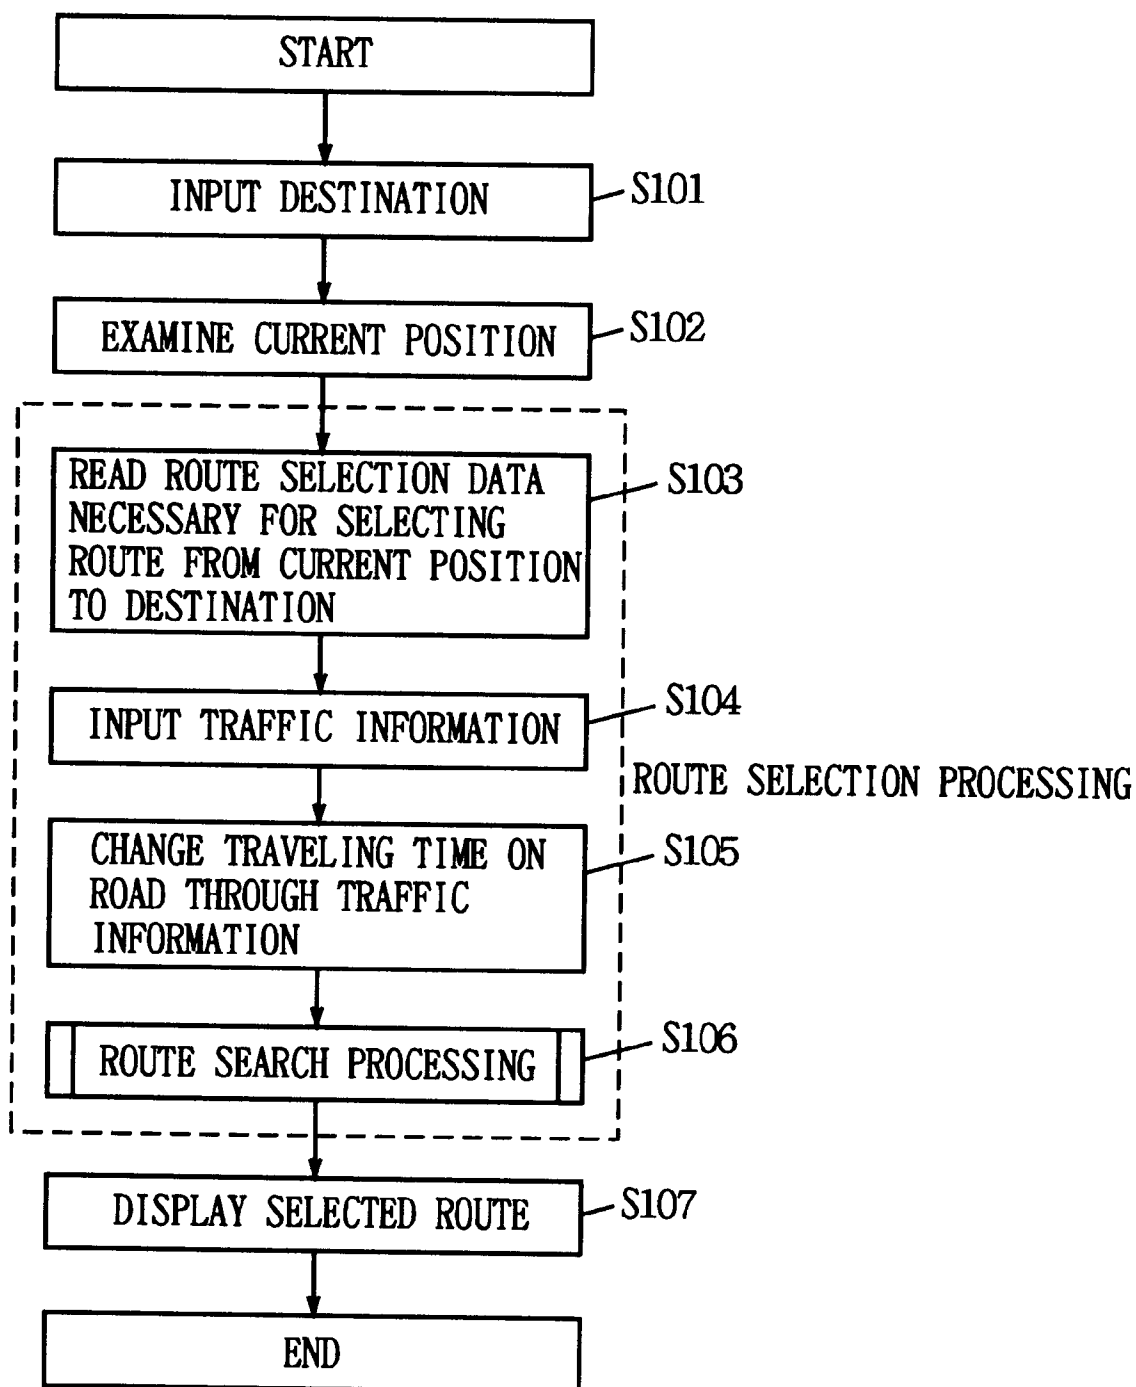 START
INPUT DESTINATION
S101
EXAMINE CURRENT POSITION
S102
READ ROUTE SELECTION DATA
NECESSARY FOR SELECTING
ROUTE FROM CURRENT POSITION
TO DESTINATION
S103
INPUT TRAFFIC INFORMATION
S104
ROUTE SELECTION PROCESSING
CHANGE TRAVELING TIME ON
ROAD THROUGH TRAFFIC
INFORMATION
S105
ROUTE SEARCH PROCESSING
S106
DISPLAY SELECTED ROUTE
S107
END